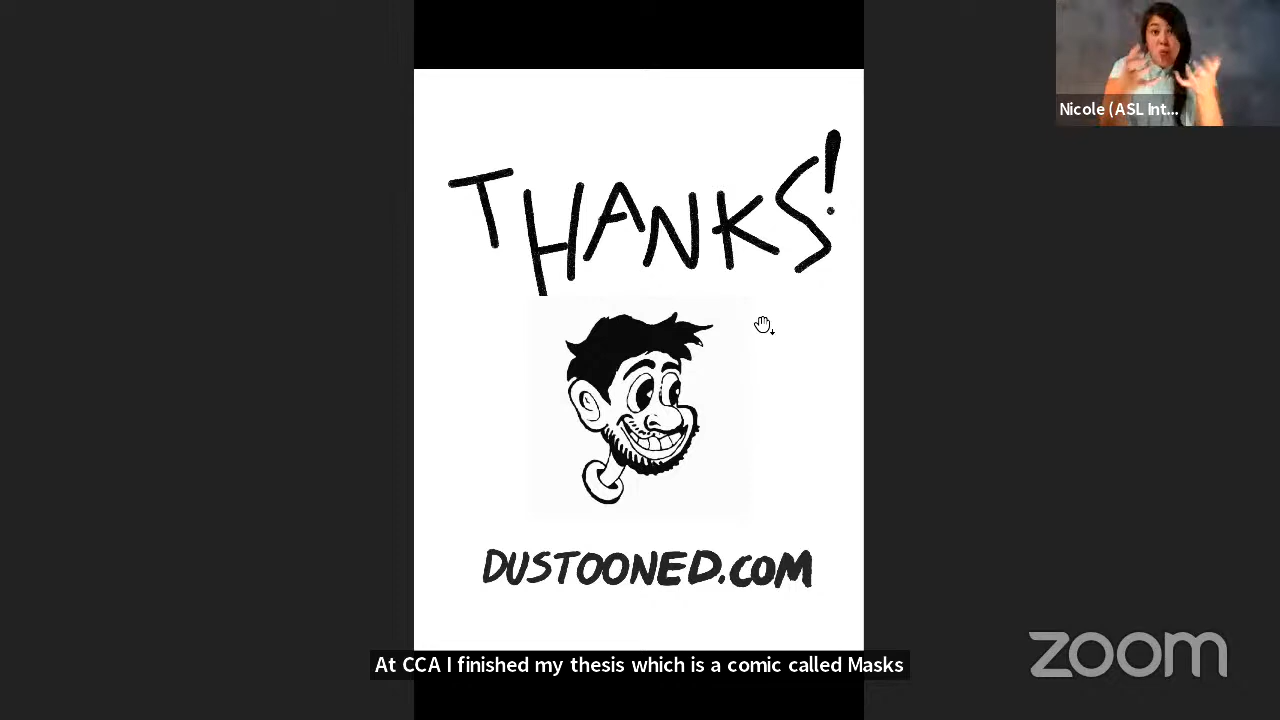 Nicole (ASL Int...
THANKS!
DUSTOONED.COM
At CCA I finished my thesis which is a comic called Masks
zoom